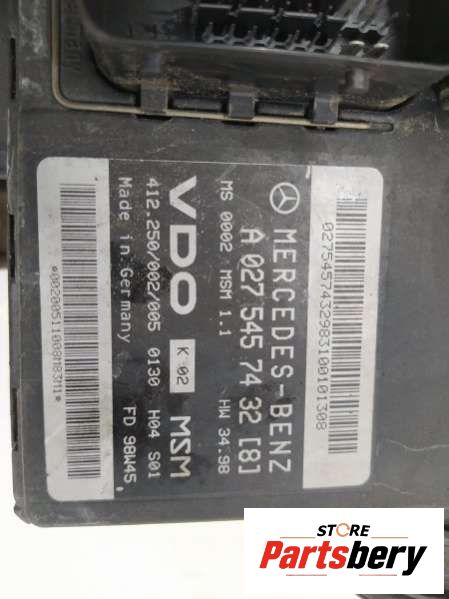 0275457432983100101308
MERCEDES-BENZ
A 027 545 74 32 [8]
MS 0002 MSM 1.1 HW 34.98
VDO K 02 MSM
412.250/002/005 0130 H04 S01
Made in Germany FD 98W45
STORE
Partsbery